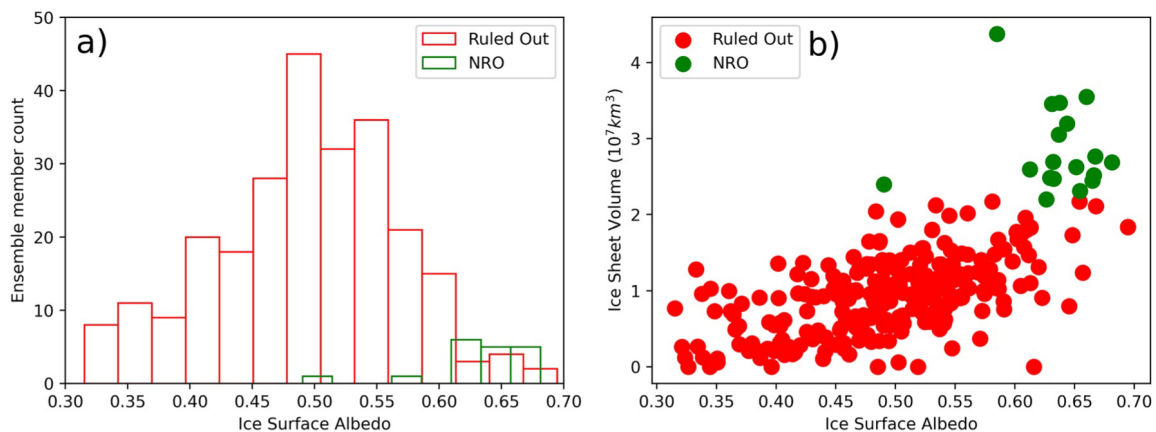 a)
Ruled Out
NRO
Ensemble member count
50
40
30
20
10
0
0.30 0.35 0.40 0.45 0.50 0.55 0.60 0.65 0.70
Ice Surface Albedo
b)
Ruled Out
NRO
Ice Sheet Volume (10⁷km³)
4
3
2
1
0
0.30 0.35 0.40 0.45 0.50 0.55 0.60 0.65 0.70
Ice Surface Albedo